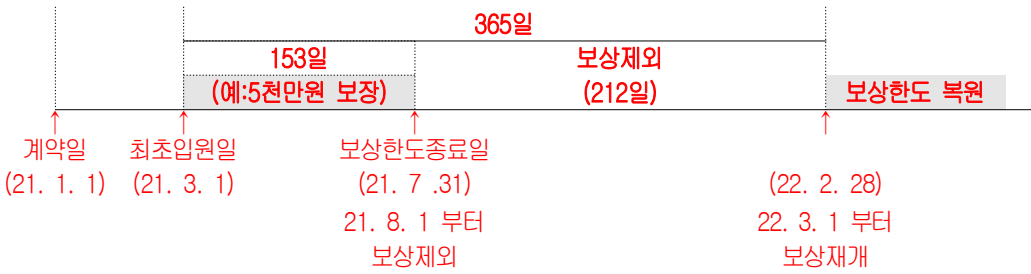 365일
153일
보상제외
(예:5천만원 보장)
(212일)
보상한도 복원
계약일
최초입원일
보상한도종료일
(21. 1. 1)
(21. 3. 1)
(21. 7 .31)
(22. 2. 28)
21. 8. 1 부터
22. 3. 1 부터
보상제외
보상재개